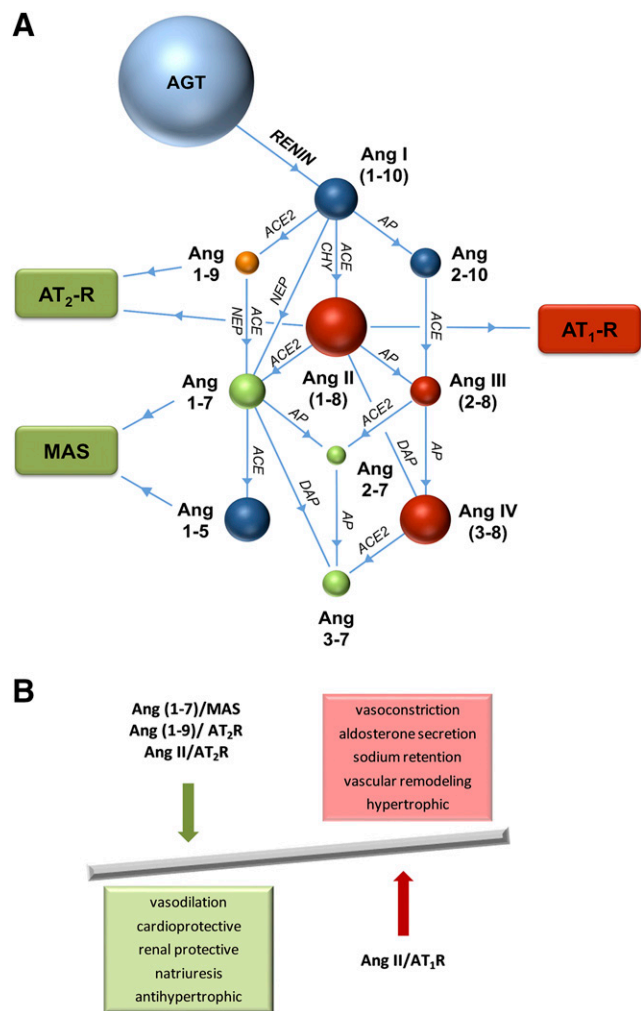 A
AGT
RENIN
Ang I
(1-10)
ACE2
ACE
CHY
AP
NEP
Ang
1-9
Ang
2-10
AT2-R
ACE
NEP
ACE
AT1-R
ACE2
Ang II
(1-8)
AP
Ang III
(2-8)
Ang
1-7
AP
ACE2
DAP
AP
MAS
ACE
Ang
2-7
Ang
1-5
DAP
AP
ACE2
Ang IV
(3-8)
Ang
3-7
B
Ang (1-7)/MAS
Ang (1-9)/ AT2R
Ang II/AT2R
vasoconstriction
aldosterone secretion
sodium retention
vascular remodeling
hypertrophic
vasodilation
cardioprotective
renal protective
natriuresis
antihypertrophic
Ang II/AT1R